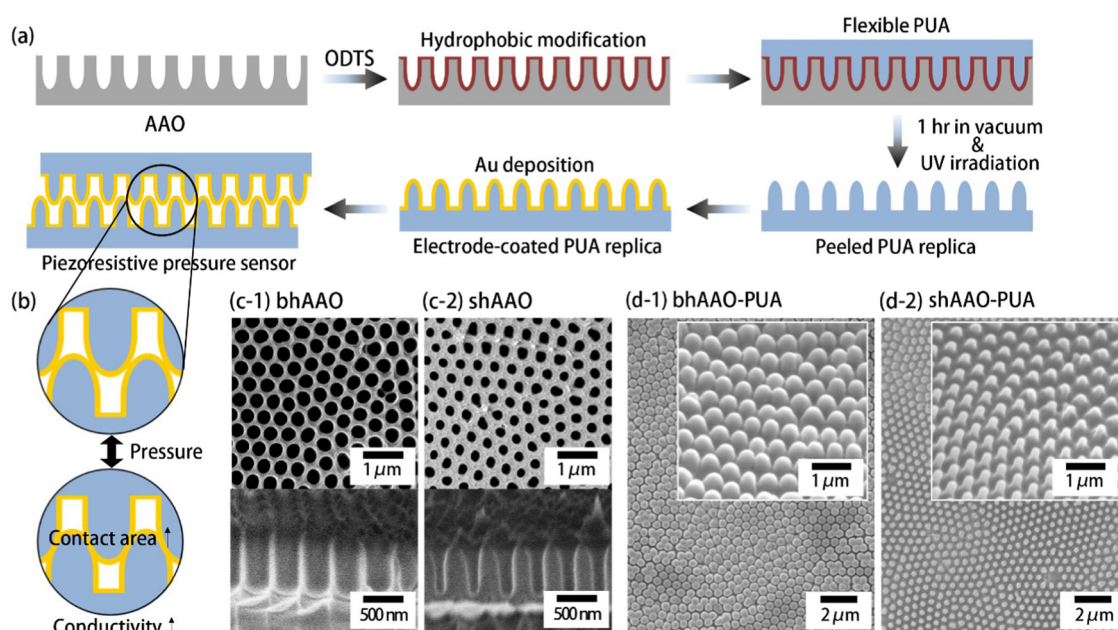 (a)
ODTS
Hydrophobic modification
Flexible PUA
AAO
1 hr in vacuum
&
UV irradiation
Au deposition
Piezoresistive pressure sensor
Electrode-coated PUA replica
Peeled PUA replica
(b)
(c-1) bhAAO
(c-2) shAAO
(d-1) bhAAO-PUA
(d-2) shAAO-PUA
Pressure
1 μm
1 μm
1 μm
1 μm
Contact area ↑
500 nm
500 nm
2 μm
2 μm
Conductivity ↑